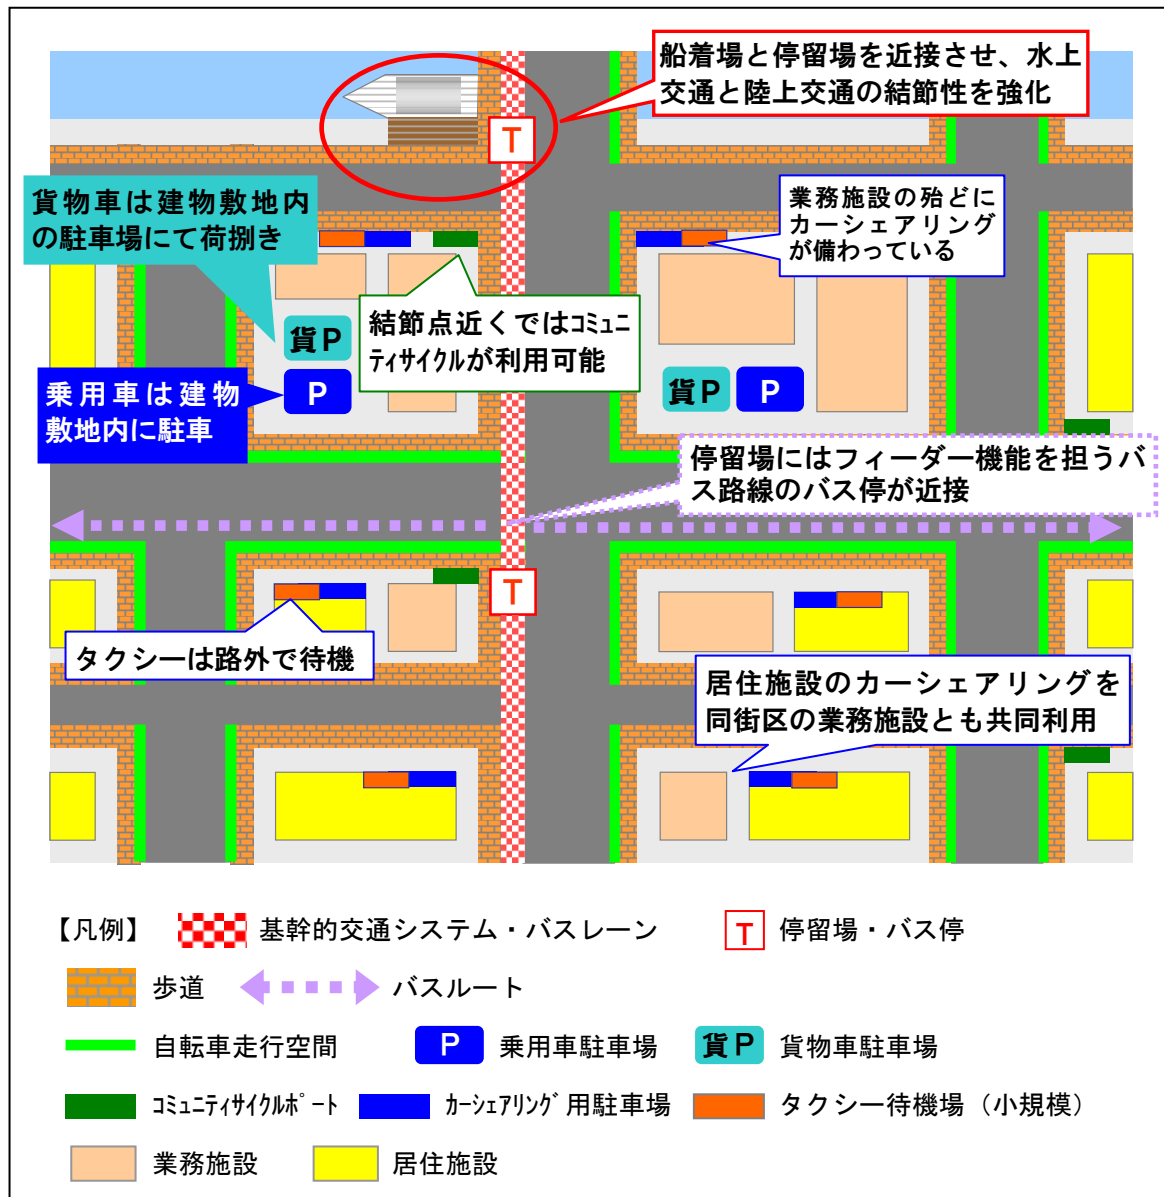 船着場と停留場を近接させ、水上
交通と陸上交通の結節性を強化
T
貨物車は建物敷地内
の駐車場にて荷捌き
業務施設の殆どに
カーシェアリング
が備わっている
結節点近くではｺﾐｭﾆ
ﾃｨｻｲｸﾙが利用可能
貨P
P
乗用車は建物
敷地内に駐車
貨P
P
停留場にはフィーダー機能を担うバ
ス路線のバス停が近接
T
タクシーは路外で待機
居住施設のカーシェアリングを
同街区の業務施設とも共同利用
【凡例】
基幹的交通システム・バスレーン
T
停留場・バス停
歩道
バスルート
自転車走行空間
P
乗用車駐車場
貨P
貨物車駐車場
ｺﾐｭﾆﾃｨｻｲｸﾙﾎﾟｰﾄ
ｶｰｼｪｱﾘﾝｸﾞ用駐車場
タクシー待機場（小規模）
業務施設
居住施設